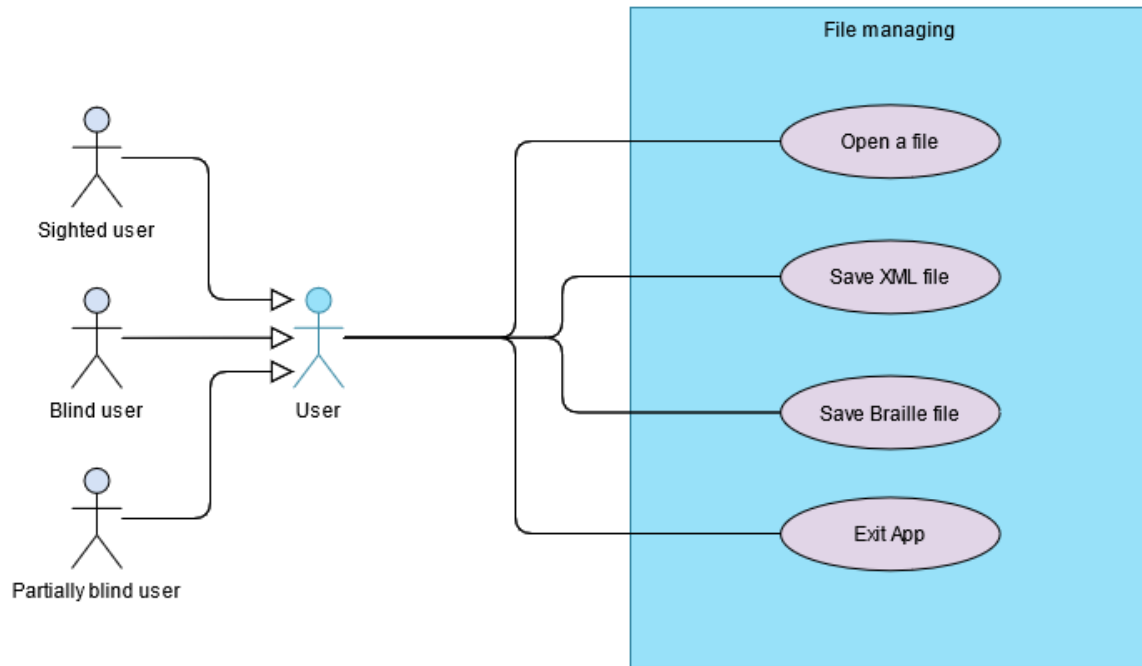 File managing
Open a file
Sighted user
Save XML file
Blind user
User
Save Braille file
Exit App
Partially blind user